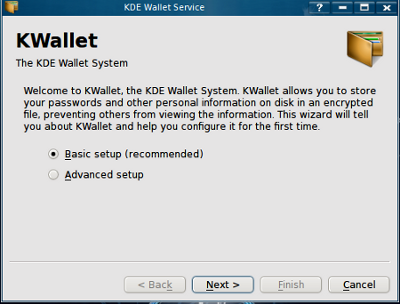 KDE Wallet Service
KWallet
The KDE Wallet System
Welcome to KWallet, the KDE Wallet System. KWallet allows you to store
your passwords and other personal information on disk in an encrypted
file, preventing others from viewing the information. This wizard will tell
you about KWallet and help you configure it for the first time.
Basic setup (recommended)
Advanced setup
< Back
Next >
Finish
Cancel